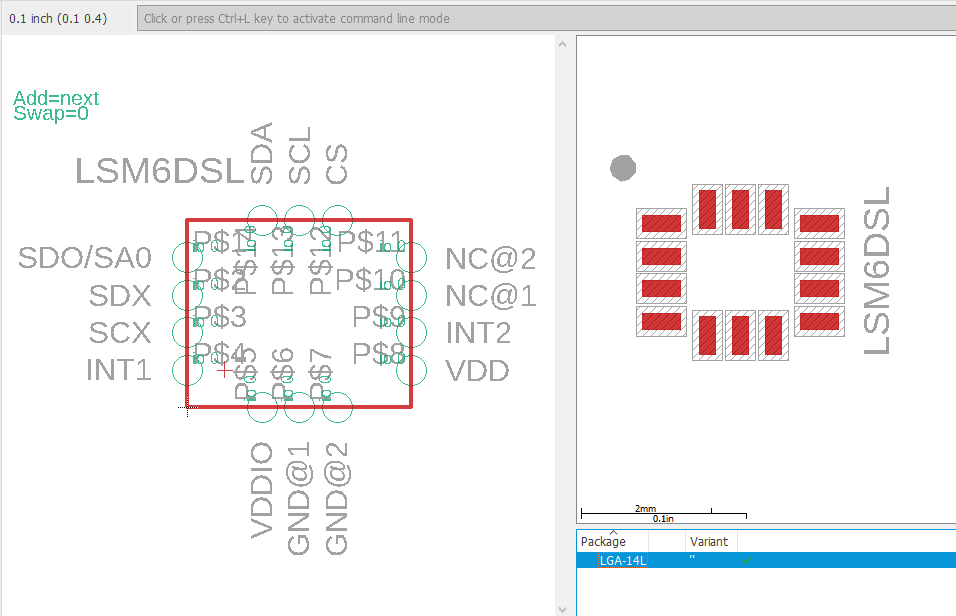 0.1 inch (0.1 0.4)
Click or press Ctrl+L key to activate command line mode
Add=next
Swap=0
LSM6DSL
SDA
SCL
CS
SDO/SA0
SDX
SCX
INT1
P$1
P$2
P$3
P$4
P$5
P$6
P$7
P$8
P$9
P$10
P$11
P$12
P$13
NC@2
NC@1
INT2
VDD
VDDIO
GND@1
GND@2
LSM6DSL
2mm
0.1in
Package
Variant
LGA-14L
''